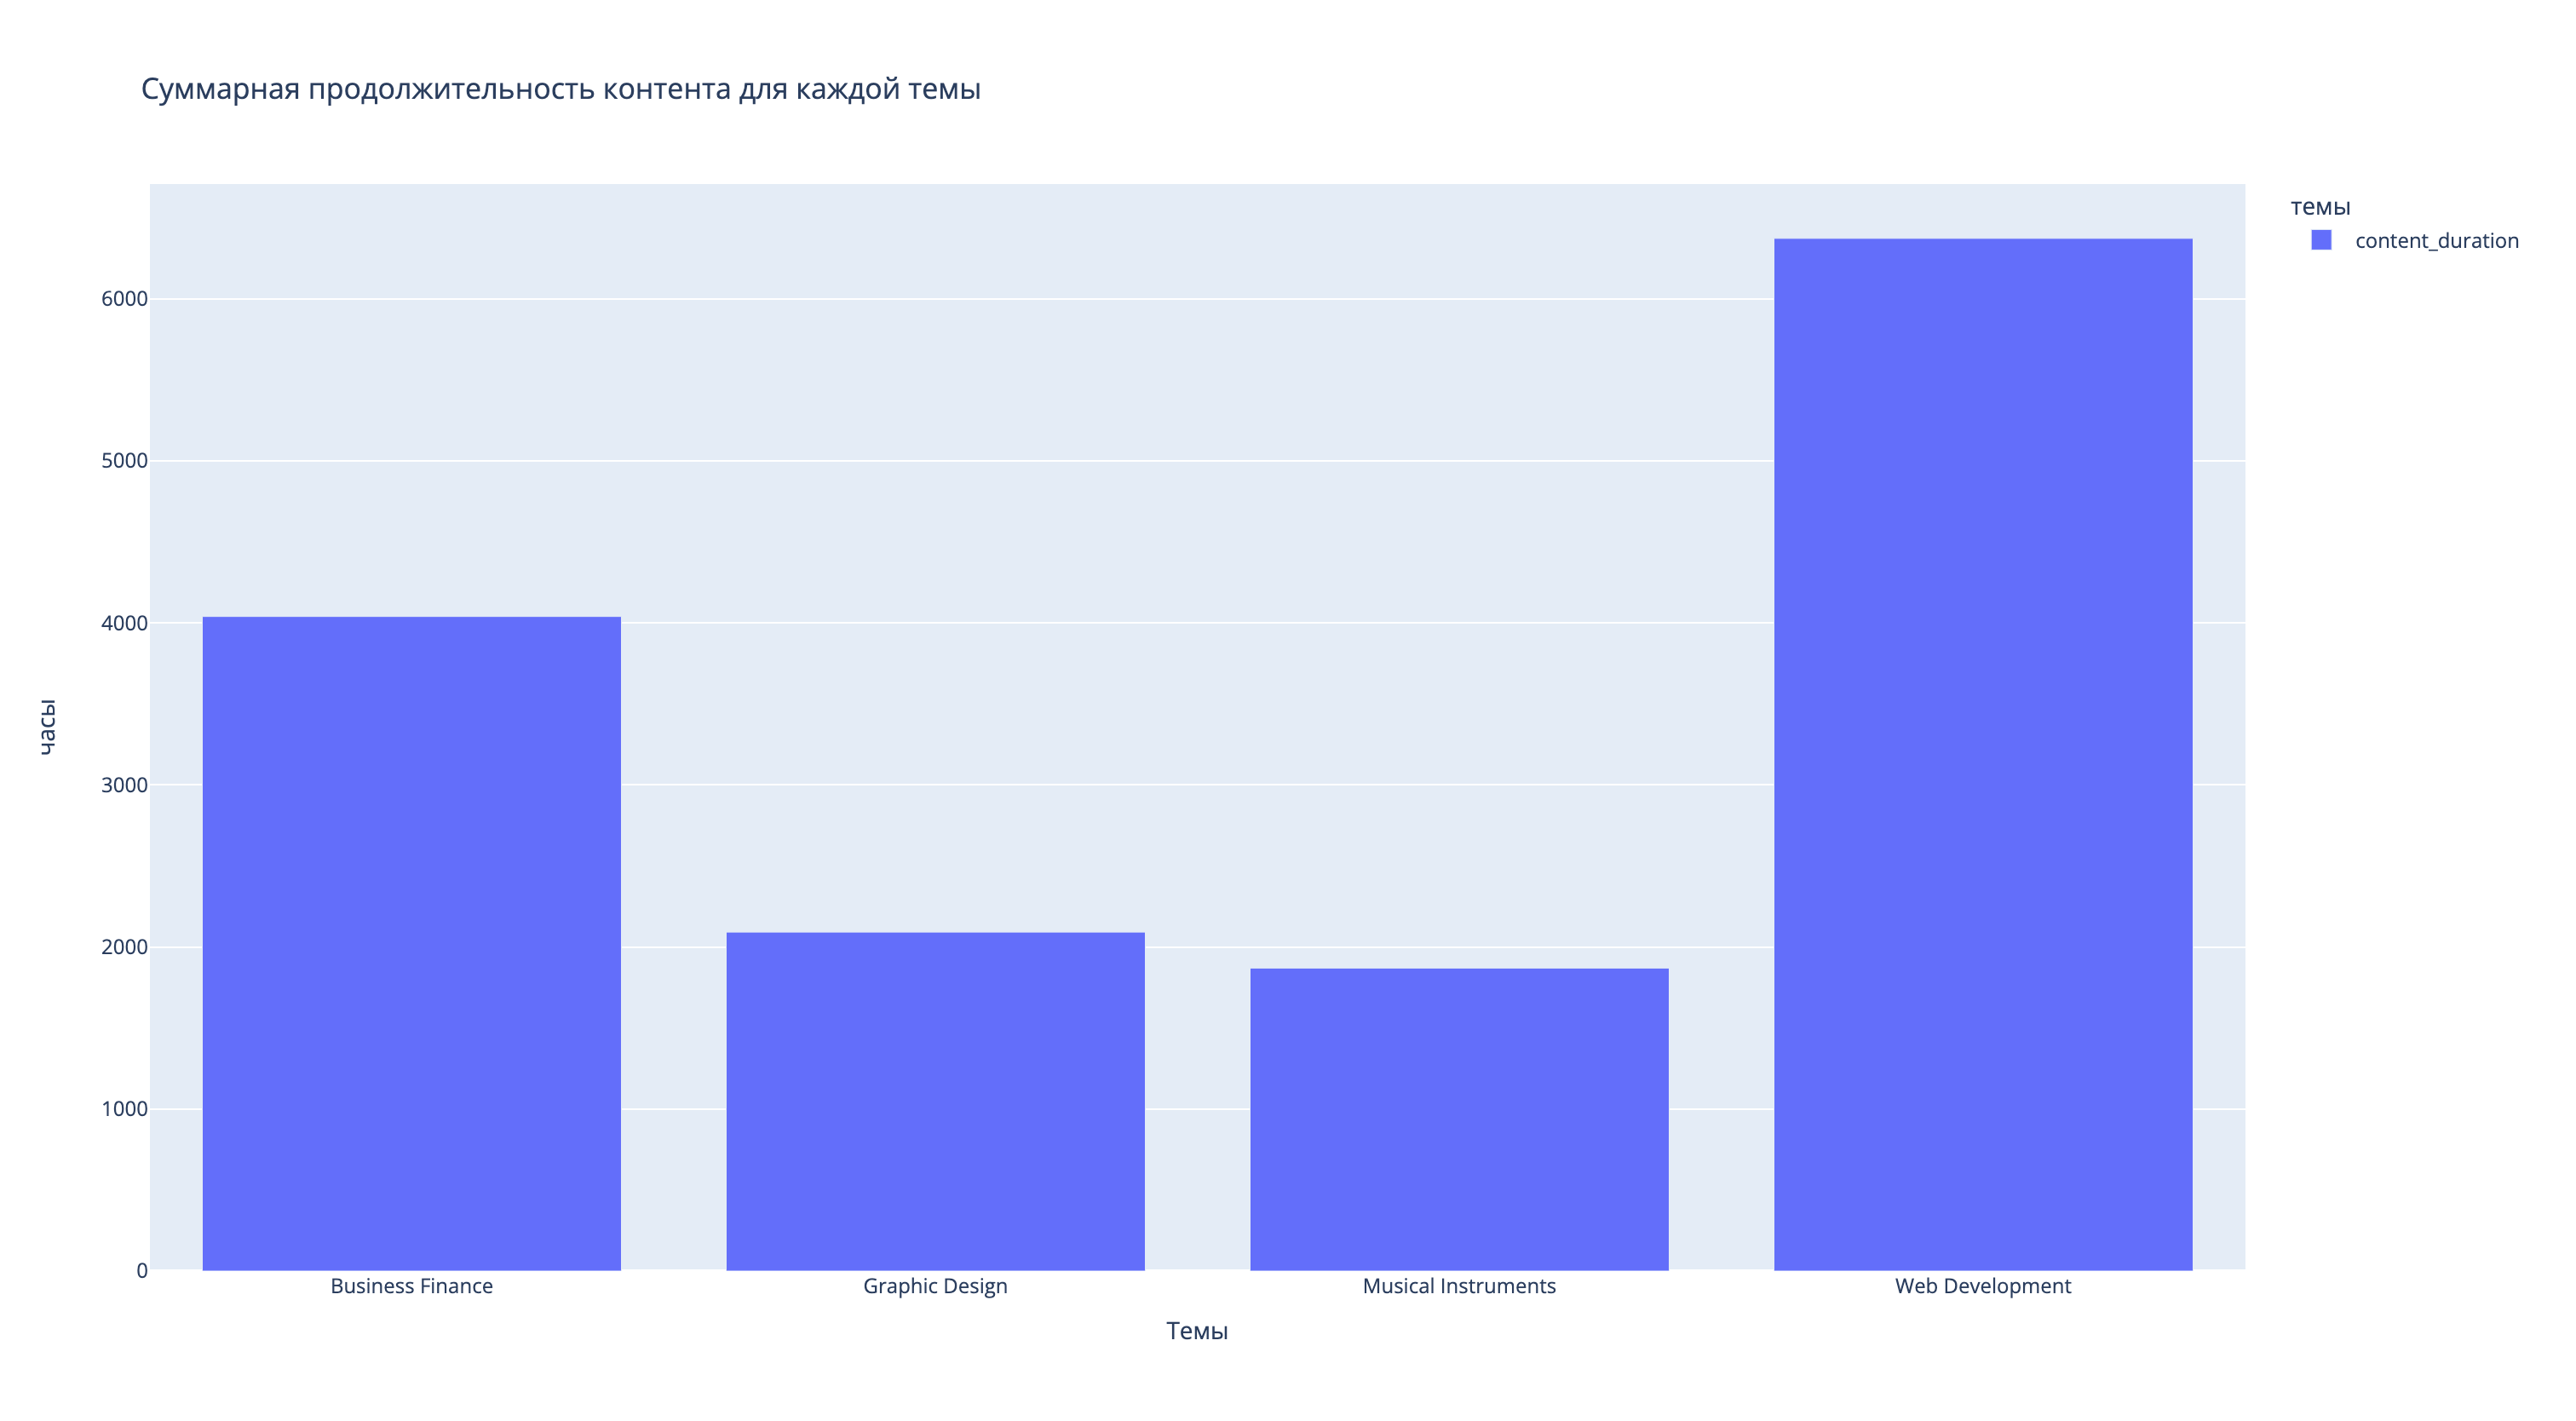 Суммарная продолжительность контента для каждой темы
темы
content_duration
часы
6000
5000
4000
3000
2000
1000
0
Business Finance
Graphic Design
Musical Instruments
Web Development
Темы